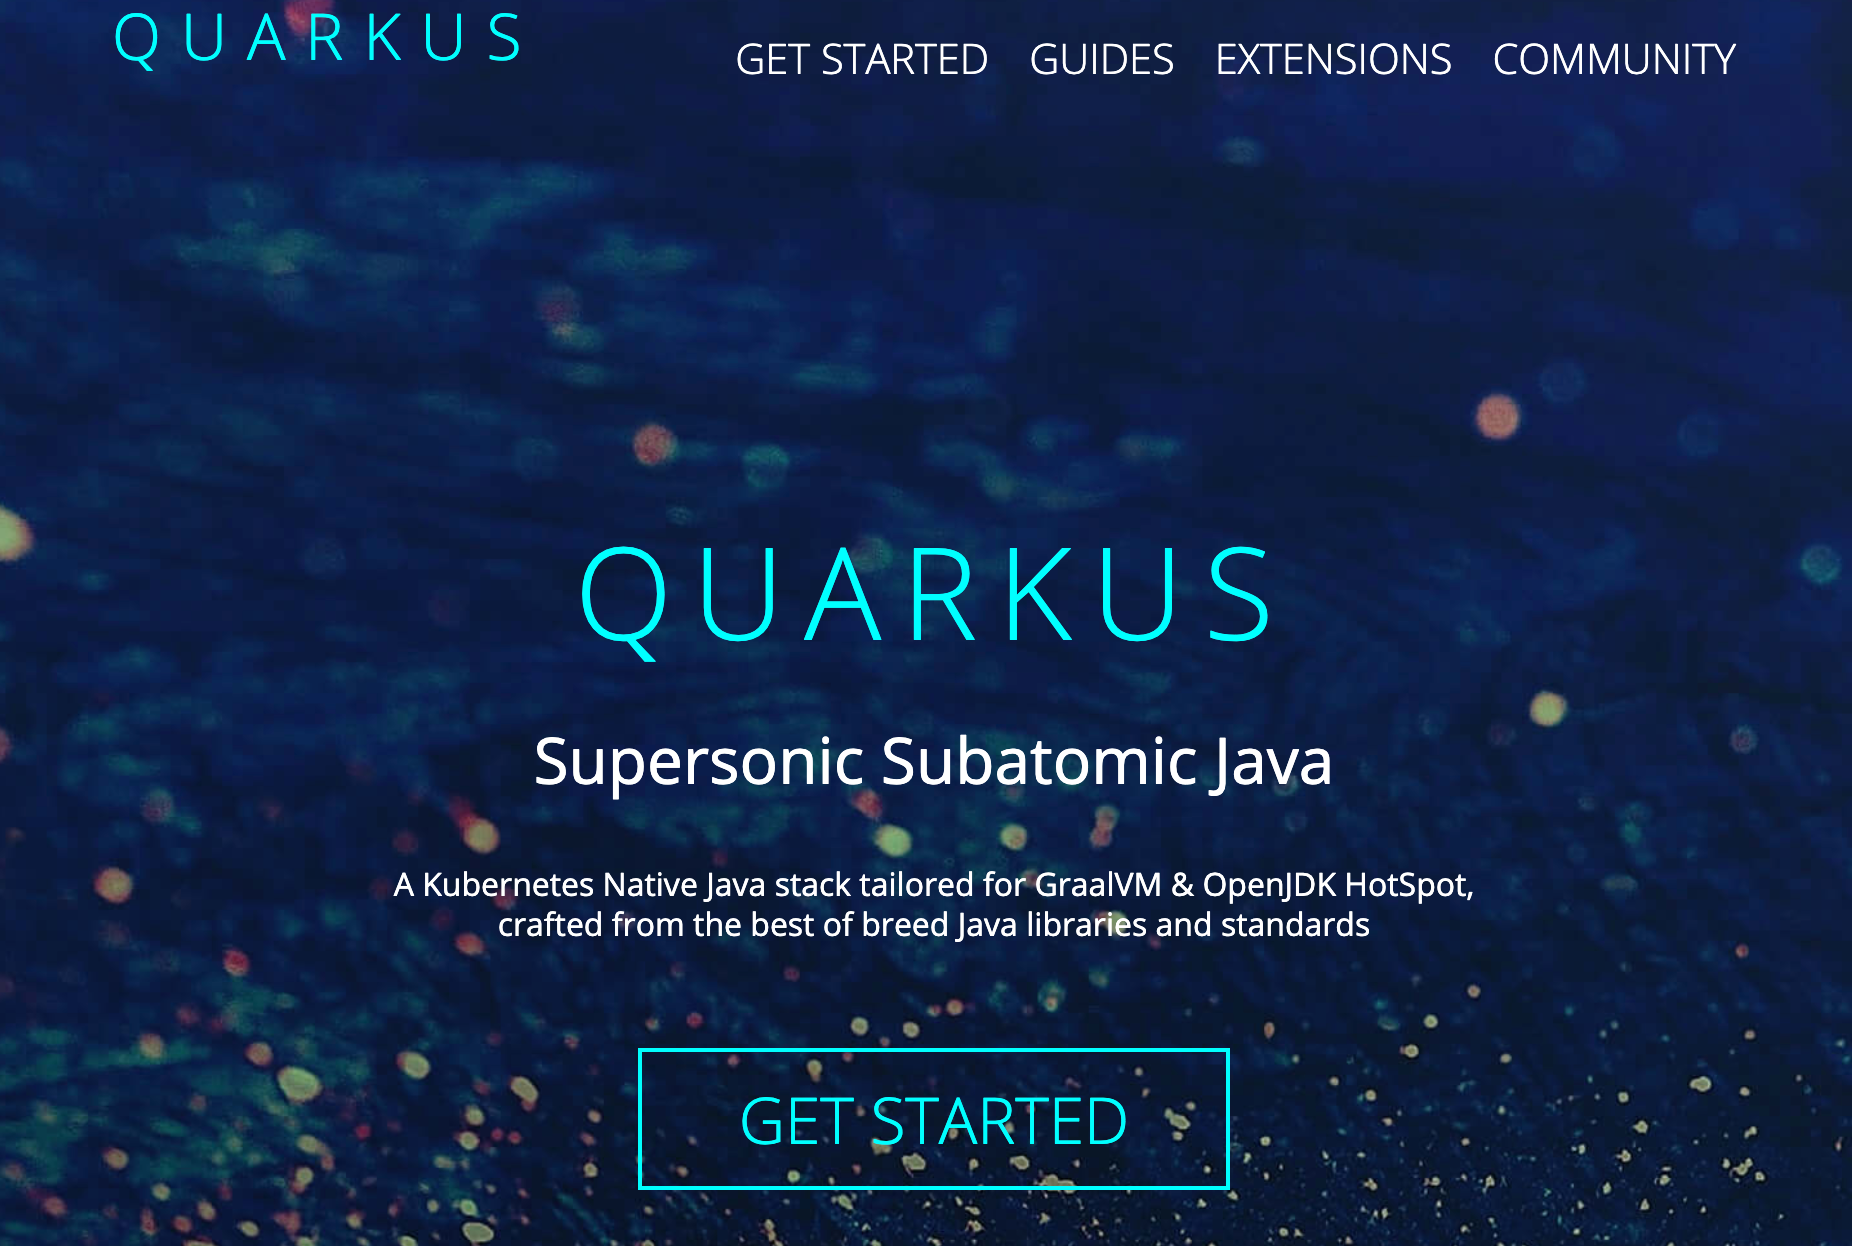 QUARKUS
GET STARTED GUIDES EXTENSIONS COMMUNITY
QUARKUS
Supersonic Subatomic Java
A Kubernetes Native Java stack tailored for GraalVM & OpenJDK HotSpot,
crafted from the best of breed Java libraries and standards
GET STARTED